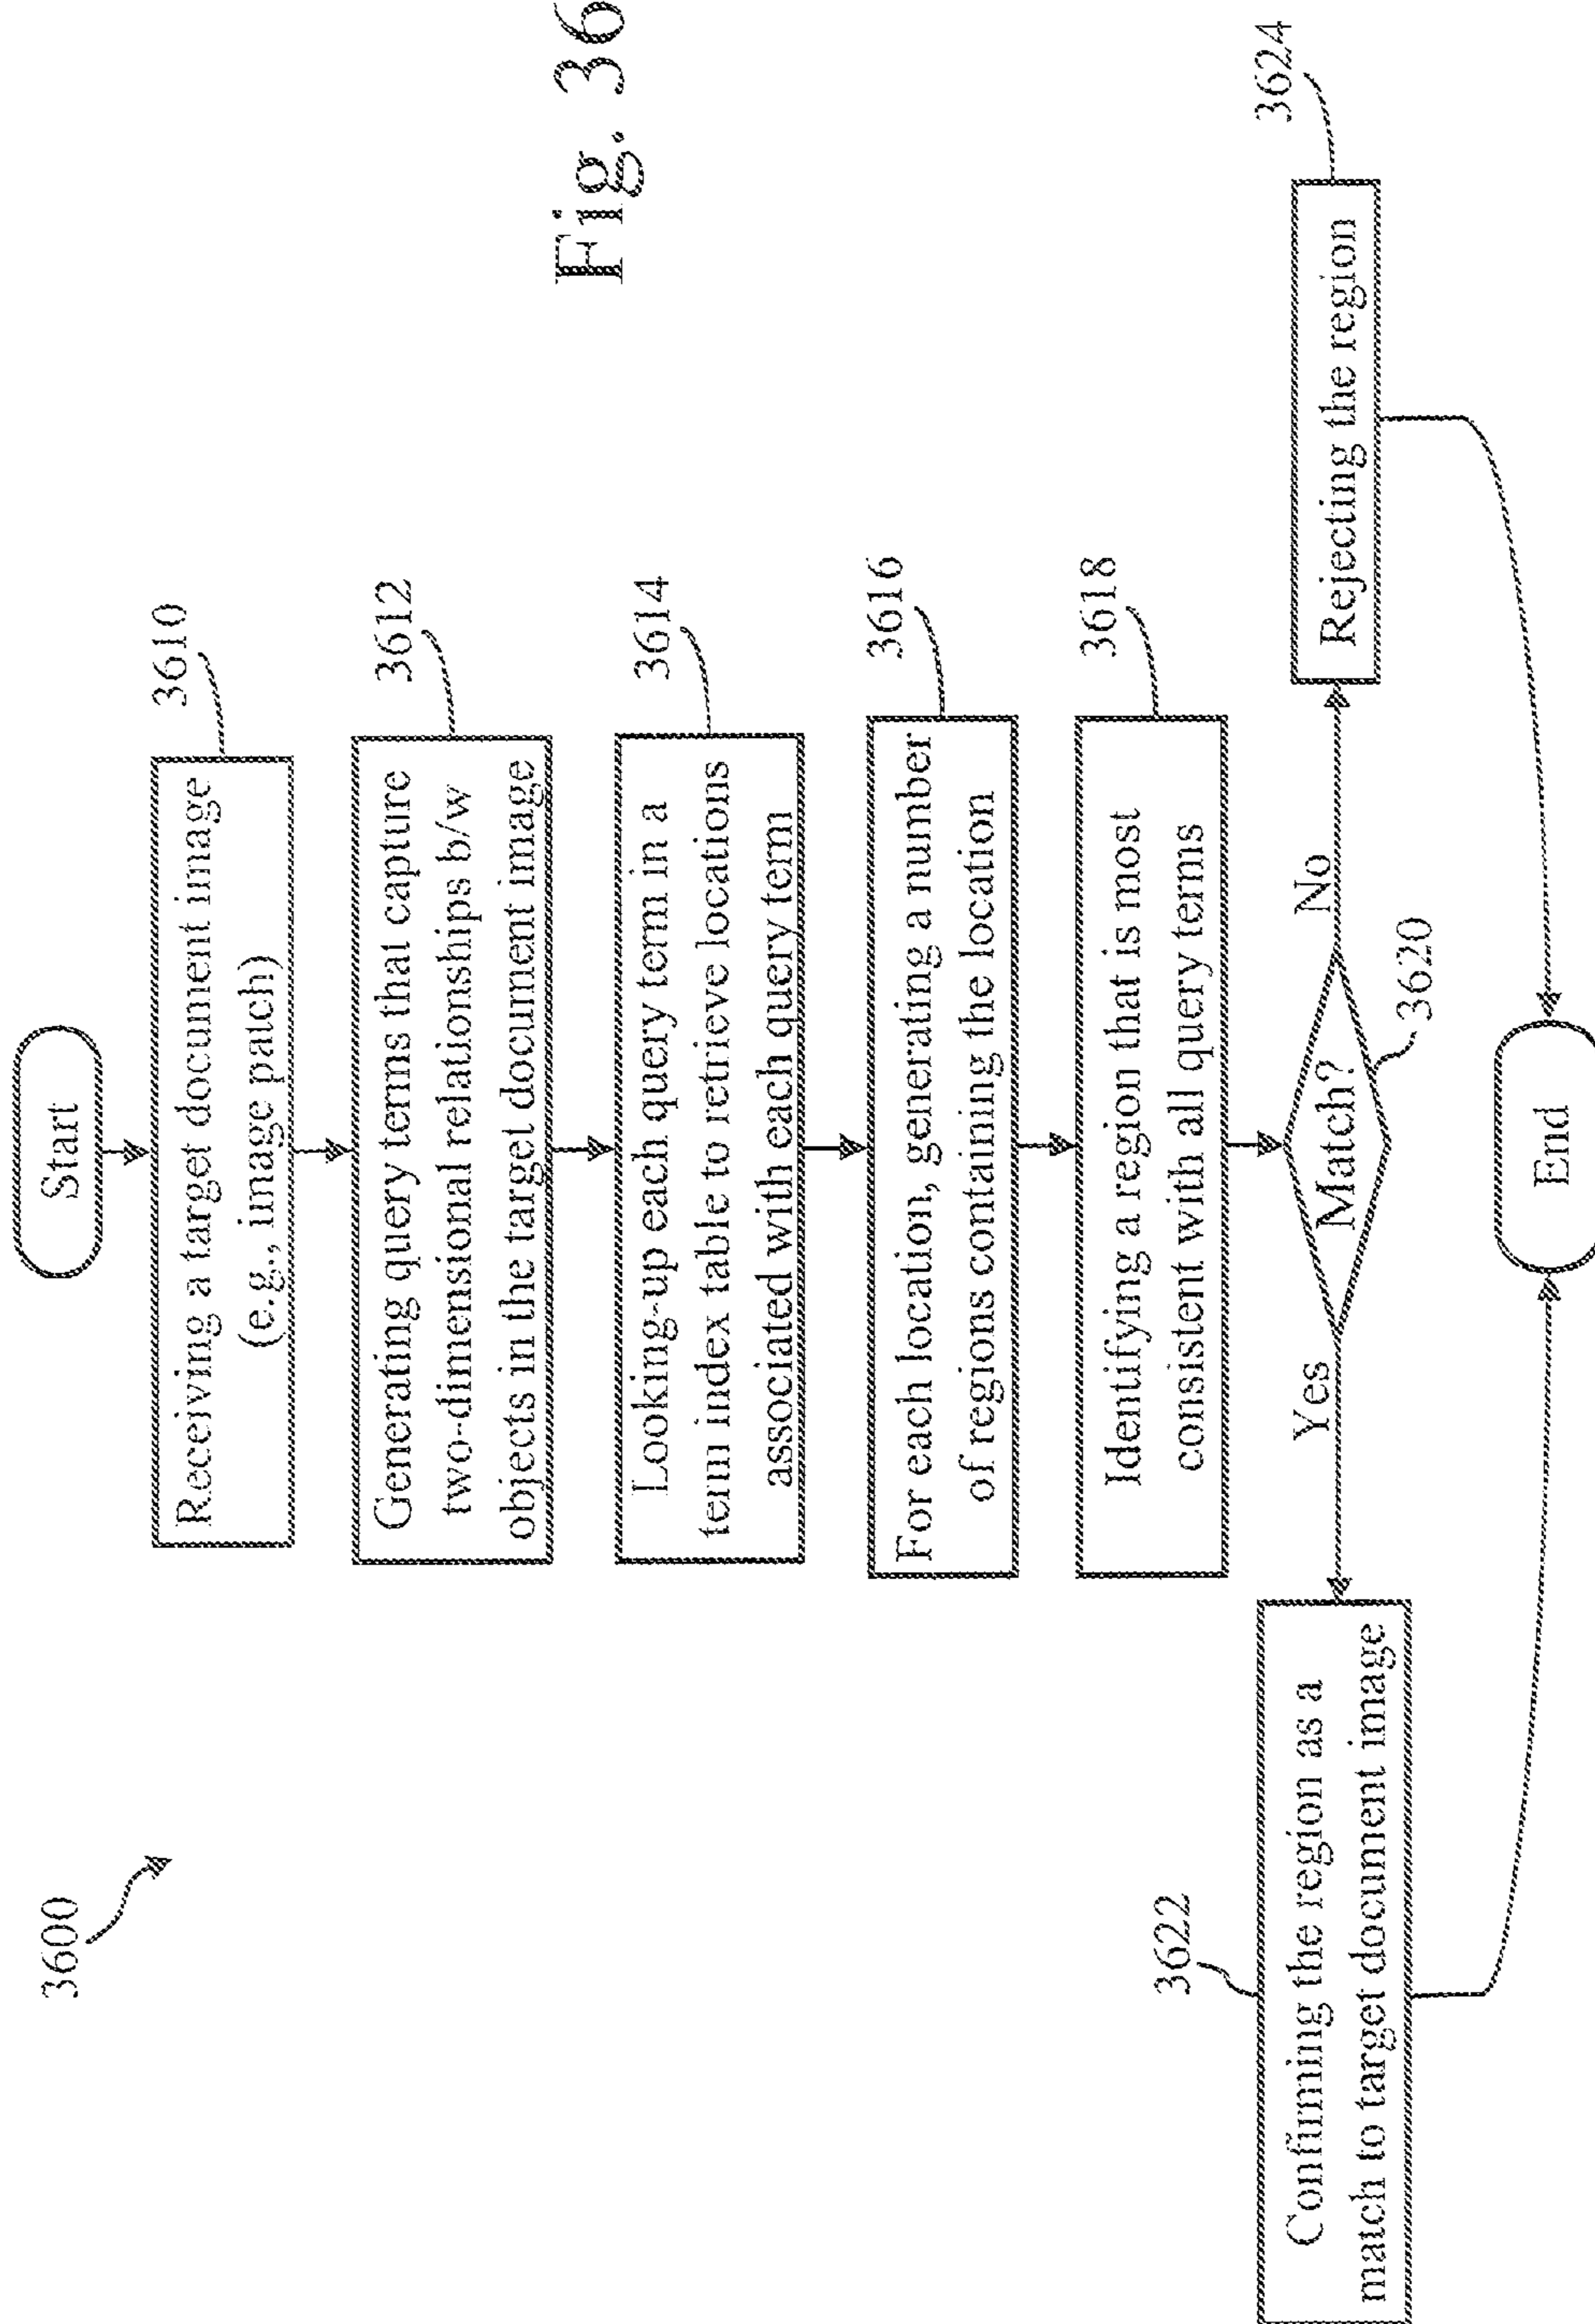 3600
Start
3610
Receiving a target document image
(e.g., image patch)
3612
Generating query terms that capture
two-dimensional relationships b/w
objects in the target document image
3614
Looking-up each query term in a
term index table to retrieve locations
associated with each query term
3616
For each location, generating a number
of regions containing the location
3618
Identifying a region that is most
consistent with all query terms
Yes
Match?
No
3620
3622
Confirming the region as a
match to target document image
3624
Rejecting the region
End
Fig. 36